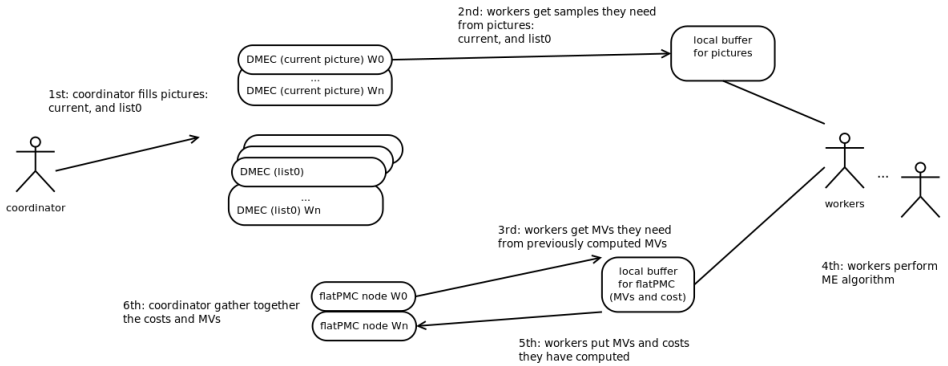 2nd: workers get samples they need
from pictures:
current, and list0
local buffer
for pictures
DMEC (current picture) W0
...
DMEC (current picture) Wn
1st: coordinator fills pictures:
current, and list0
coordinator
DMEC (list0)
...
DMEC (list0) Wn
...
workers
3rd: workers get MVs they need
from previously computed MVs
local buffer
for flatPMC
(MVs and cost)
4th: workers perform
ME algorithm
6th: coordinator gather together
the costs and MVs
flatPMC node W0
flatPMC node Wn
5th: workers put MVs and costs
they have computed